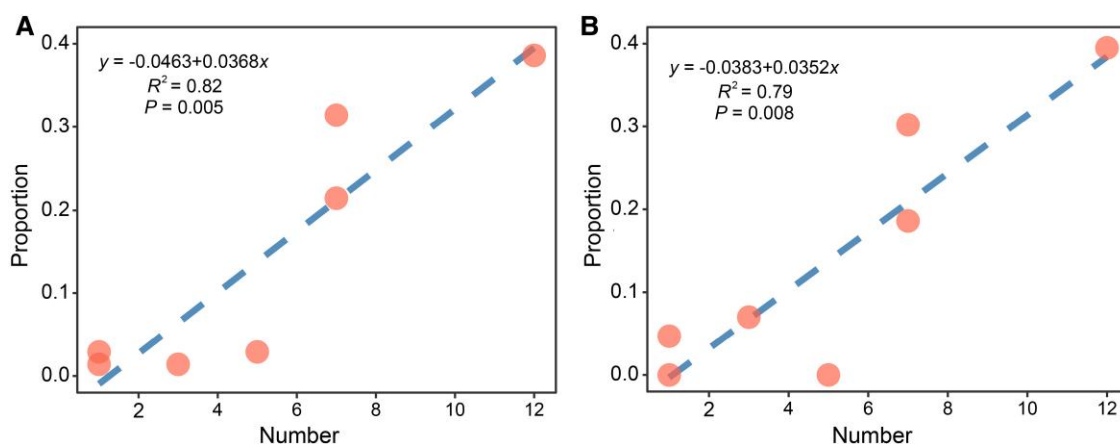 A
y = -0.0463+0.0368x
R² = 0.82
P = 0.005
0.4
0.3
0.2
0.1
0.0
Proportion
2 4 6 8 10 12
Number
B
y = -0.0383+0.0352x
R² = 0.79
P = 0.008
0.4
0.3
0.2
0.1
0.0
Proportion
2 4 6 8 10 12
Number